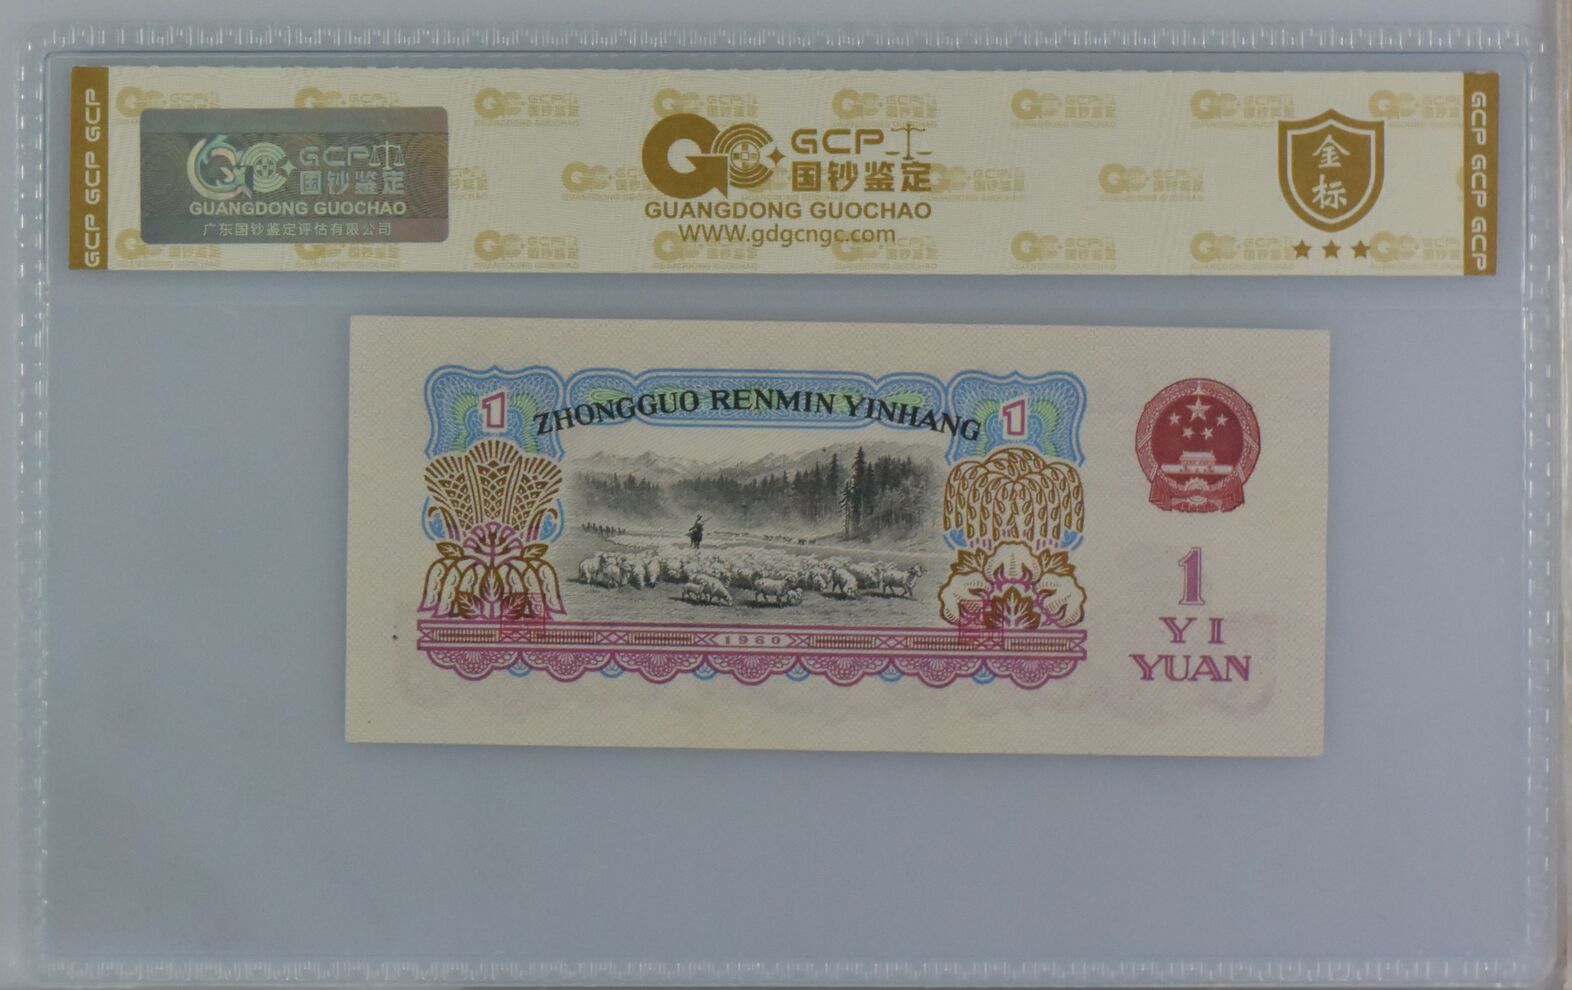 GCP GCP GCP
GCP
国钞鉴定
GUANGDONG GUOCHAO
广东国钞鉴定评估有限公司
GCP
国钞鉴定
GUANGDONG GUOCHAO
WWW.gdgcngc.com
金标
GCP GCP GCP
1 ZHONGGUO RENMIN YINHANG 1
1960
1
YI
YUAN